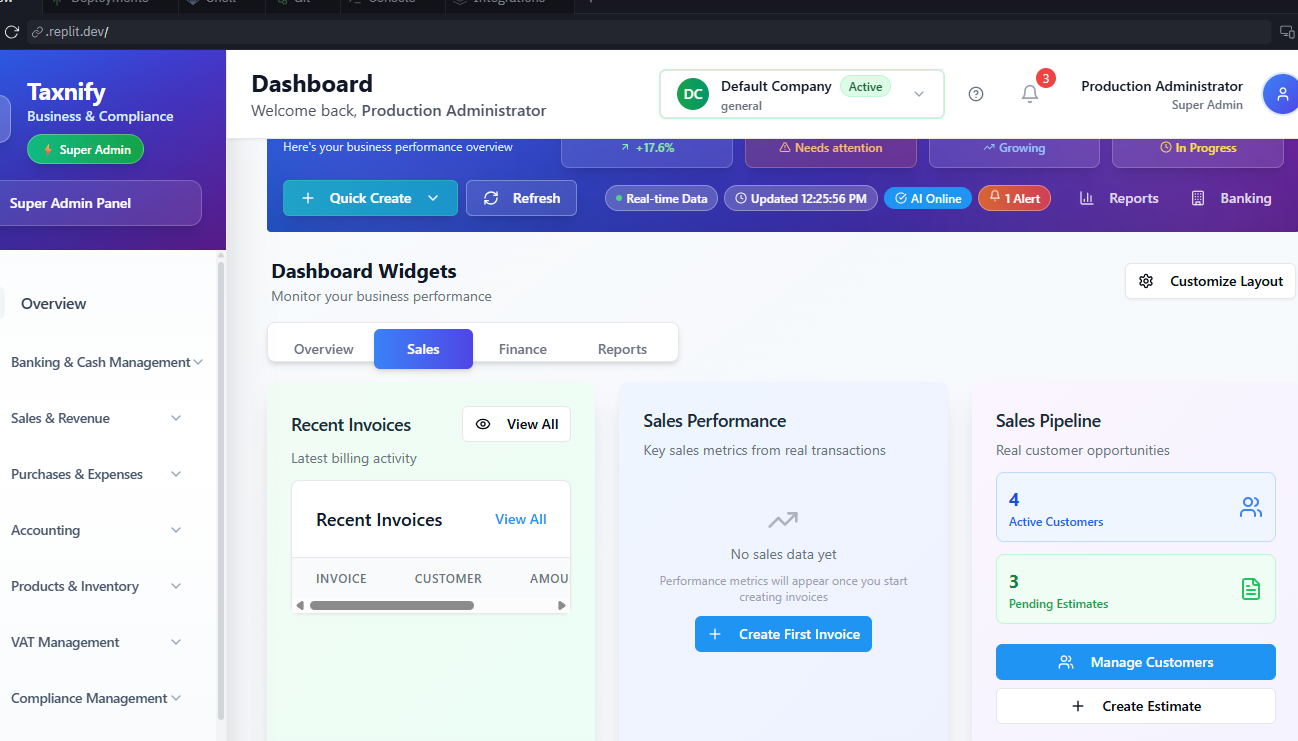 Deployments
Shell
Git
Console
Integrations
.replit.dev/
Taxnify
Business & Compliance
Super Admin
Super Admin Panel
Dashboard
Welcome back, Production Administrator
DC
Default Company
Active
general
3
Production Administrator
Super Admin
Here's your business performance overview
+17.6%
Needs attention
Growing
In Progress
Quick Create
Refresh
Real-time Data
Updated 12:25:56 PM
AI Online
1 Alert
Reports
Banking
Overview
Banking & Cash Management
Sales & Revenue
Purchases & Expenses
Accounting
Products & Inventory
VAT Management
Compliance Management
Dashboard Widgets
Monitor your business performance
Customize Layout
Overview
Sales
Finance
Reports
Recent Invoices
View All
Latest billing activity
Recent Invoices
View All
INVOICE
CUSTOMER
AMOU
Sales Performance
Key sales metrics from real transactions
No sales data yet
Performance metrics will appear once you start
creating invoices
Create First Invoice
Sales Pipeline
Real customer opportunities
4
Active Customers
3
Pending Estimates
Manage Customers
Create Estimate